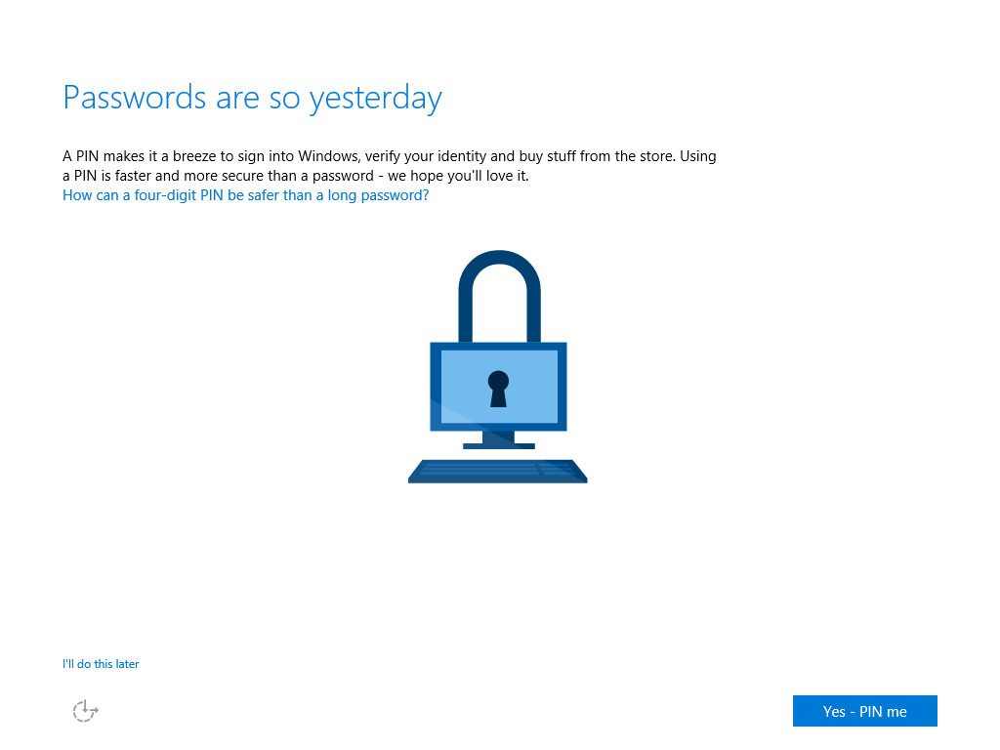 Passwords are so yesterday
A PIN makes it a breeze to sign into Windows, verify your identity and buy stuff from the store. Using
a PIN is faster and more secure than a password - we hope you'll love it.
How can a four-digit PIN be safer than a long password?
I'll do this later
Yes - PIN me